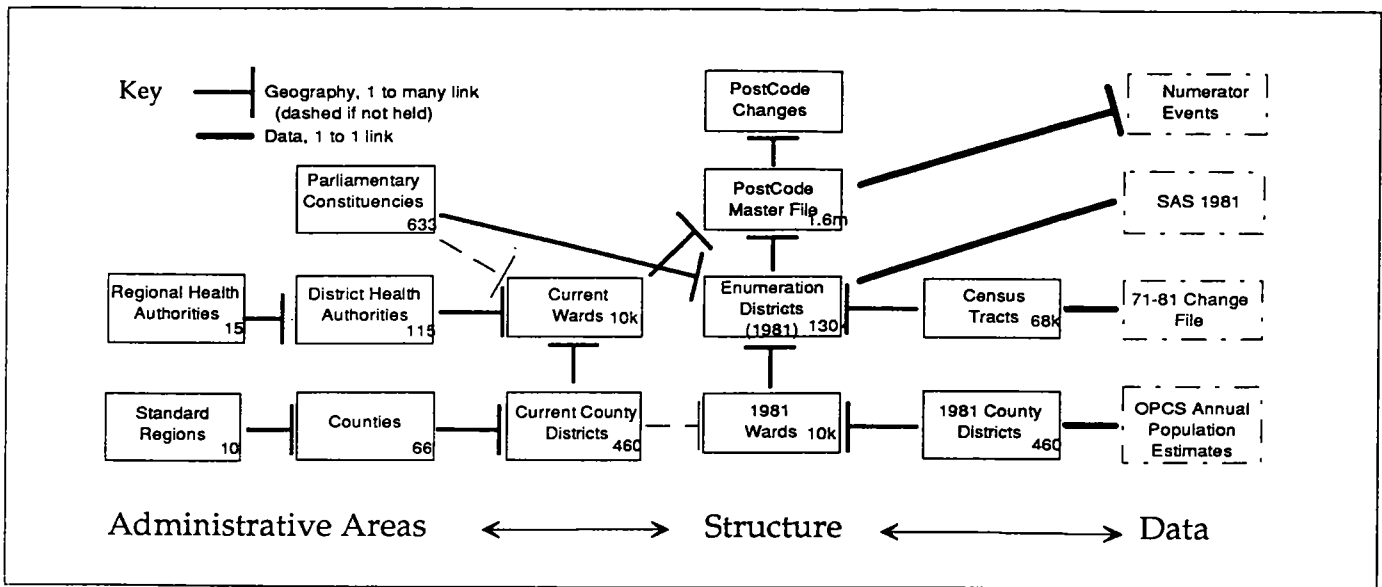 Key
Geography, 1 to many link
(dashed if not held)
Data, 1 to 1 link
PostCode
Changes
Numerator
Events
Parliamentary
Constituencies
633
PostCode
Master File
1.6m
SAS 1981
Regional Health
Authorities
15
District Health
Authorities
115
Current
Wards 10k
Enumeration
Districts
(1981) 130
Census
Tracts 68k
71-81 Change
File
Standard
Regions
10
Counties
66
Current County
Districts
460
1981
Wards 10k
1981 County
Districts
460
OPCS Annual
Population
Estimates
Administrative Areas
Structure
Data